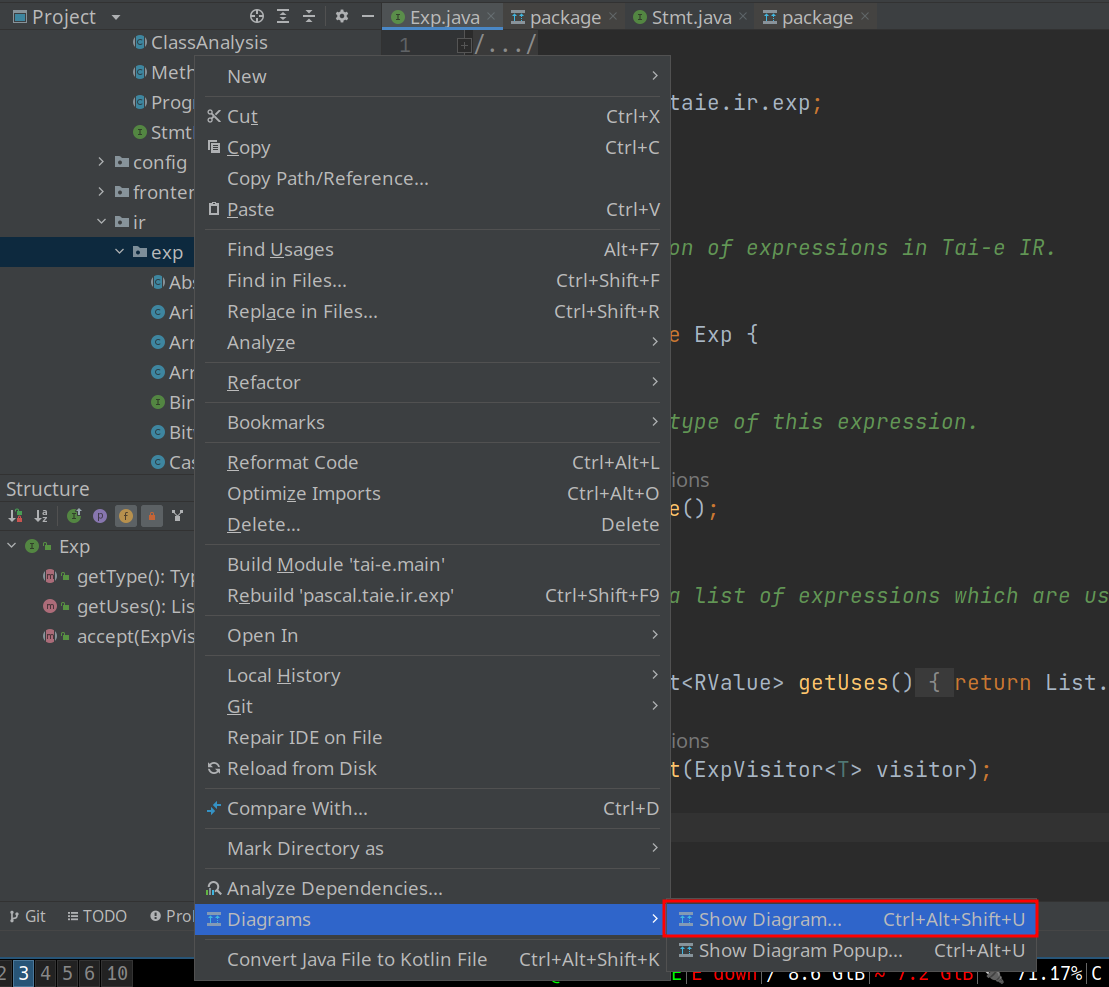 Project
Exp.java
package
Stmt.java
package
ClassAnalysis
Meth
Progr
Stmt
config
fronten
ir
exp
Abs
Ari
Arr
Arr
Bin
Bit
Cas
Structure
Exp
getType(): Typ
getUses(): List
accept(ExpVis
Git
TODO
Pro
2 3 4 5 6 10
New
Cut Ctrl+X
Copy Ctrl+C
Copy Path/Reference...
Paste Ctrl+V
Find Usages Alt+F7
Find in Files... Ctrl+Shift+F
Replace in Files... Ctrl+Shift+R
Analyze
Refactor
Bookmarks
Reformat Code Ctrl+Alt+L
Optimize Imports Ctrl+Alt+O
Delete... Delete
Build Module 'tai-e.main'
Rebuild 'pascal.taie.ir.exp' Ctrl+Shift+F9
Open In
Local History
Git
Repair IDE on File
Reload from Disk
Compare With... Ctrl+D
Mark Directory as
Analyze Dependencies...
Diagrams
Convert Java File to Kotlin File Ctrl+Alt+Shift+K
Show Diagram... Ctrl+Alt+Shift+U
Show Diagram Popup... Ctrl+Alt+U
1 /.../
taie.ir.exp;
on of expressions in Tai-e IR.
e Exp {
type of this expression.
ions
e();
a list of expressions which are us
t<RValue> getUses() { return List.
ions
t(ExpVisitor<T> visitor);
E down / 8.6 GiB ~ 7.2 GiB 71.17% C